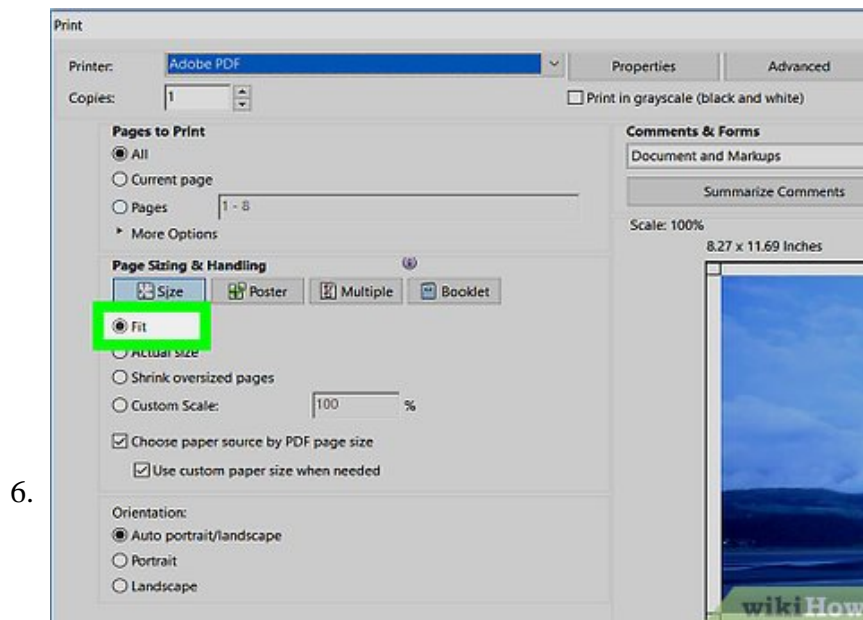 Print
Printer: Adobe PDF Properties Advanced
Copies: 1 Print in grayscale (black and white)
Pages to Print
All
Current page
Pages 1 - 8
More Options
Comments & Forms
Document and Markups
Summarize Comments
Scale: 100%
8.27 x 11.69 Inches
Page Sizing & Handling
Size Poster Multiple Booklet
Fit
Actual size
Shrink oversized pages
Custom Scale: 100 %
Choose paper source by PDF page size
Use custom paper size when needed
6.
Orientation:
Auto portrait/landscape
Portrait
Landscape
wikiHow